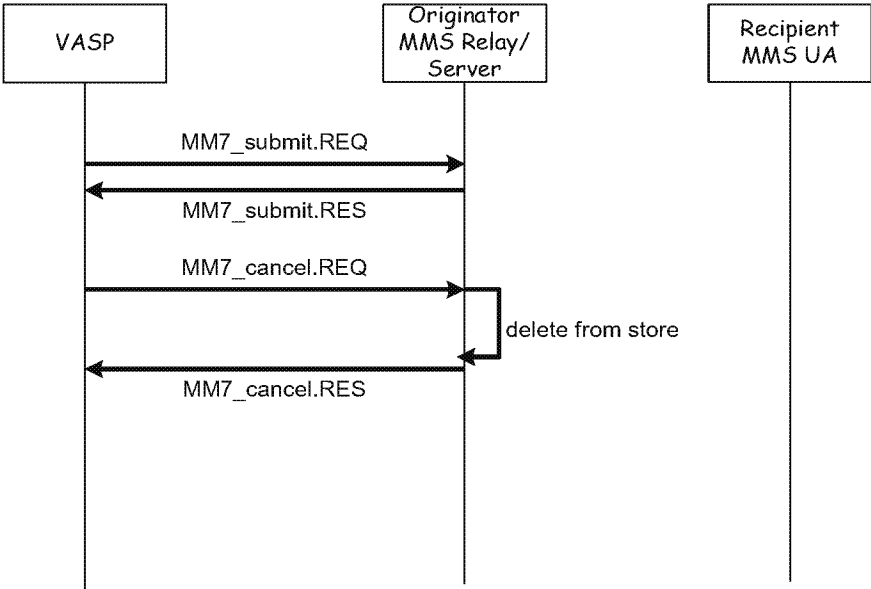 VASP
Originator
MMS Relay/
Server
Recipient
MMS UA
MM7_submit.REQ
MM7_submit.RES
MM7_cancel.REQ
delete from store
MM7_cancel.RES